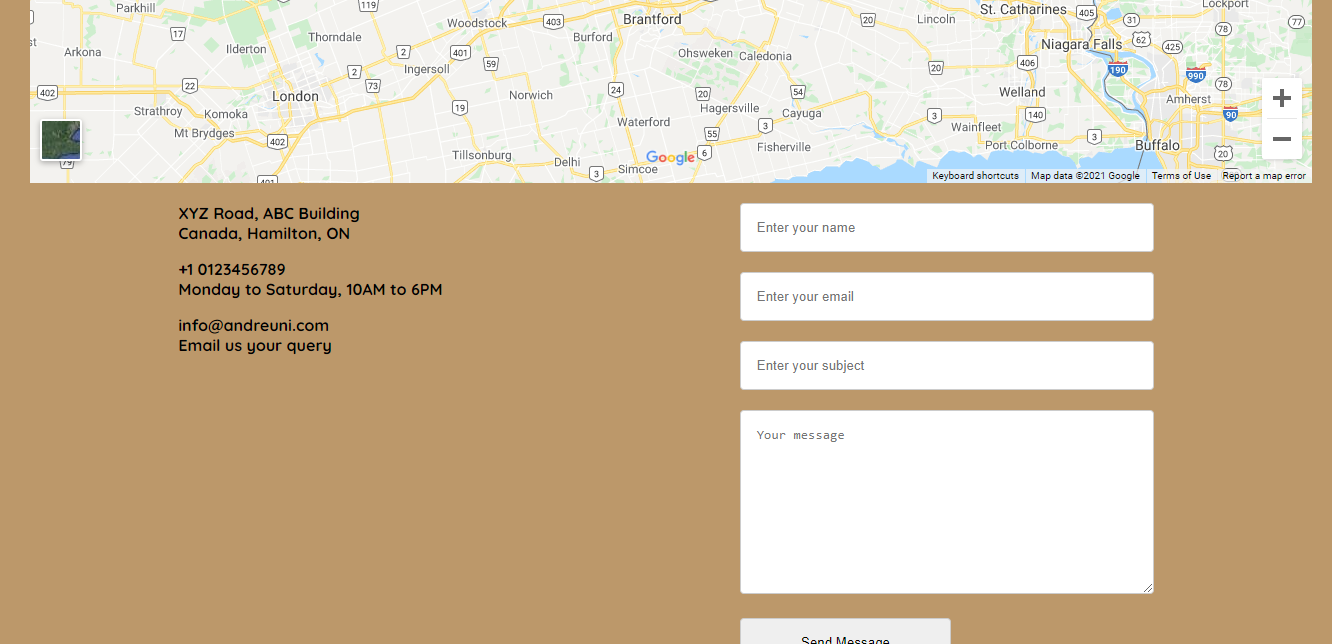 Parkhill
119
Woodstock
403
Brantford
20
Lincoln
St. Catharines
405
31
Lockport
77
17
Thorndale
Burford
62
78
st
Arkona
Ilderton
2
401
Ohsweken
Caledonia
Niagara Falls
425
59
Ingersoll
2
20
406
190
990
402
22
73
24
20
54
Welland
78
London
Norwich
Amherst
Strathroy
Komoka
19
Hagersville
Cayuga
3
140
90
Mt Brydges
Waterford
3
Wainfleet
402
55
3
Port Colborne
Buffalo
Fisherville
79
Tillsonburg
Delhi
Google
6
20
Simcoe
3
401
Keyboard shortcuts
Map data ©2021 Google
Terms of Use
Report a map error
XYZ Road, ABC Building
Canada, Hamilton, ON
+1 0123456789
Monday to Saturday, 10AM to 6PM
info@andreuni.com
Email us your query
Enter your name
Enter your email
Enter your subject
Your message
Send Message